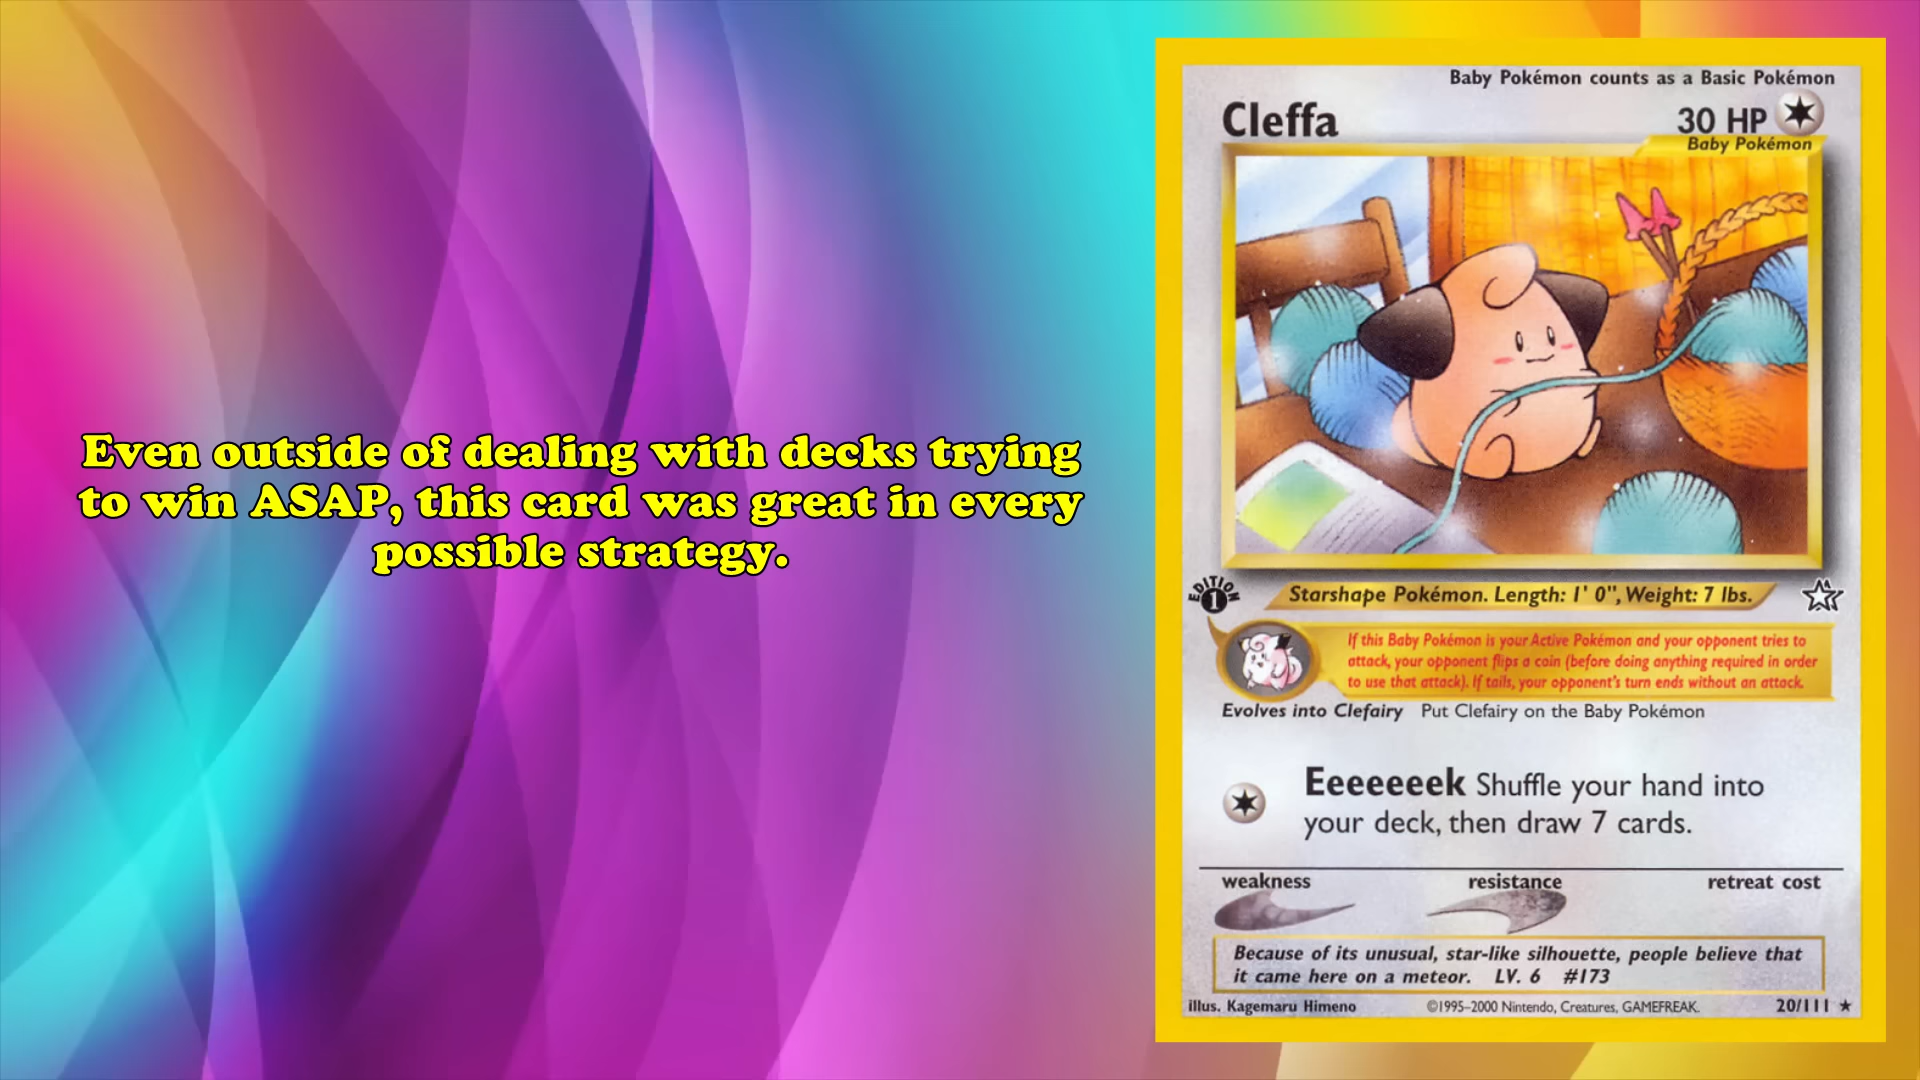 Even outside of dealing with decks trying
to win ASAP, this card was great in every
possible strategy.
Baby Pokémon counts as a Basic Pokémon
Cleffa 30 HP
Baby Pokémon
EDITION
1
Starshape Pokémon. Length: 1' 0", Weight: 7 lbs.
If this Baby Pokémon is your Active Pokémon and your opponent tries to
attack, your opponent flips a coin (before doing anything required in order
to use that attack). If tails, your opponent's turn ends without an attack.
Evolves into Clefairy Put Clefairy on the Baby Pokémon
Eeeeeeek Shuffle your hand into
your deck, then draw 7 cards.
weakness resistance retreat cost
Because of its unusual, star-like silhouette, people believe that
it came here on a meteor. LV. 6 #173
illus. Kagemaru Himeno ©1995–2000 Nintendo, Creatures, GAMEFREAK. 20/111 ★